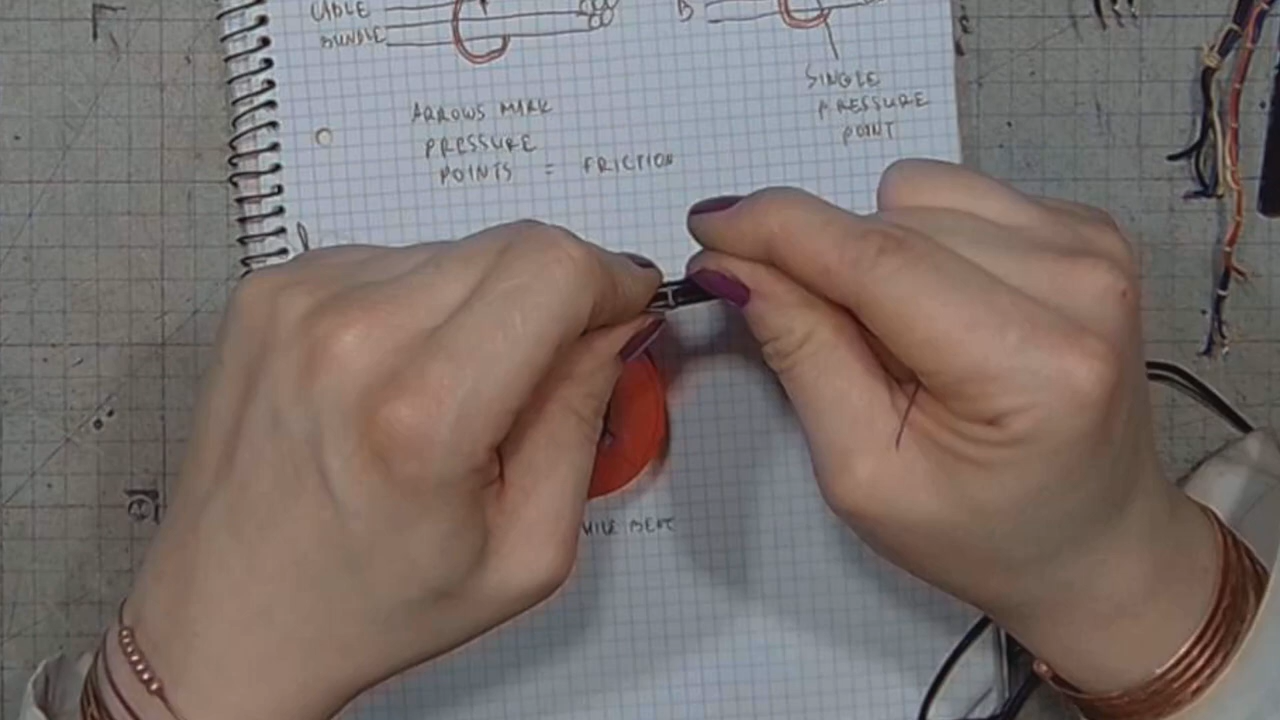 CABLE
BUNDLE
B
ARROWS MARK
PRESSURE
POINTS = FRICTION
SINGLE
PRESSURE
POINT